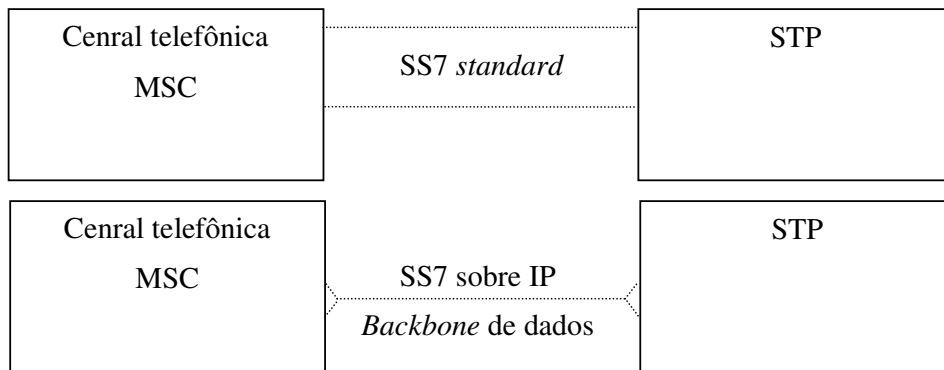 Cenral telefônica
MSC
SS7 standard
STP
Cenral telefônica
MSC
SS7 sobre IP
Backbone de dados
STP